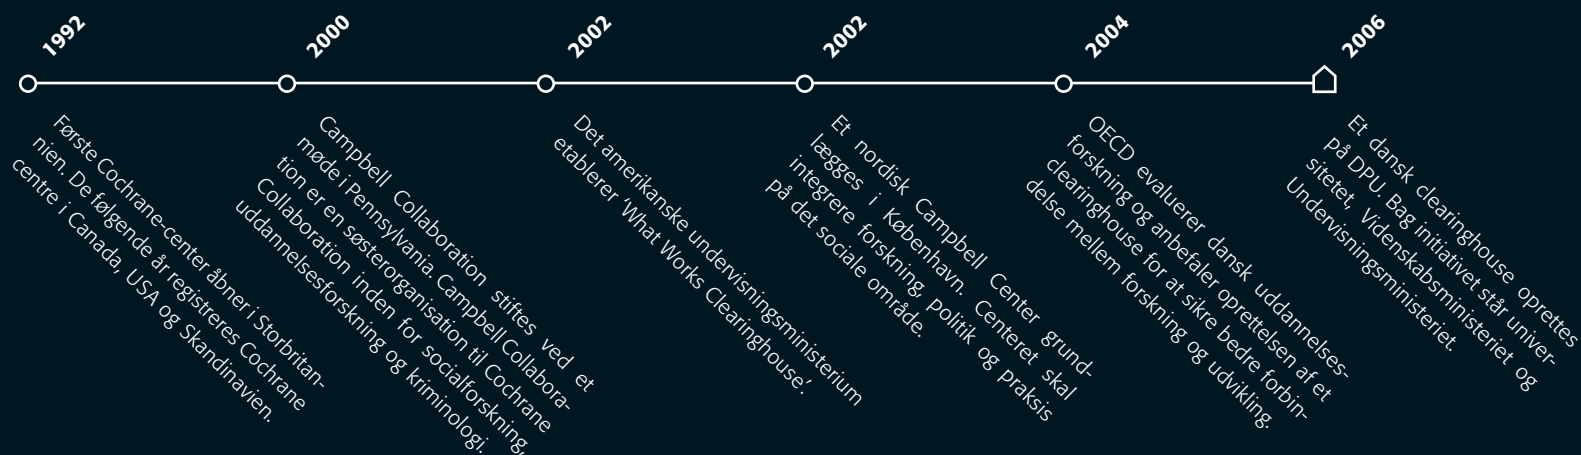 1992
Første Cochrane-center åbner i Storbritan-
nien. De følgende år registreres Cochrane
centre i Canada, USA og Skandinavien.
2000
Campbell Collaboration stiftes ved et
møde i Pennsylvania. Campbell Collabora-
tion er en søsterorganisation til Cochrane
Collaboration inden for socialforskning,
uddannelsesforskning og kriminologi.
2002
Det amerikanske undervisningsministerium
etablerer ’What Works Clearinghouse’.
2002
Et nordisk Campbell Center grund-
lægges i København. Centeret skal
integrere forskning, politik og praksis
på det sociale område.
2004
OECD evaluerer dansk uddannelses-
forskning og anbefaler oprettelsen af et
clearinghouse for at sikre bedre forbin-
delse mellem forskning og udvikling.
2006
Et dansk clearinghouse oprettes
på DPU. Bag initiativet står univer-
sitetet, Videnskabsministeriet og
Undervisningsministeriet.